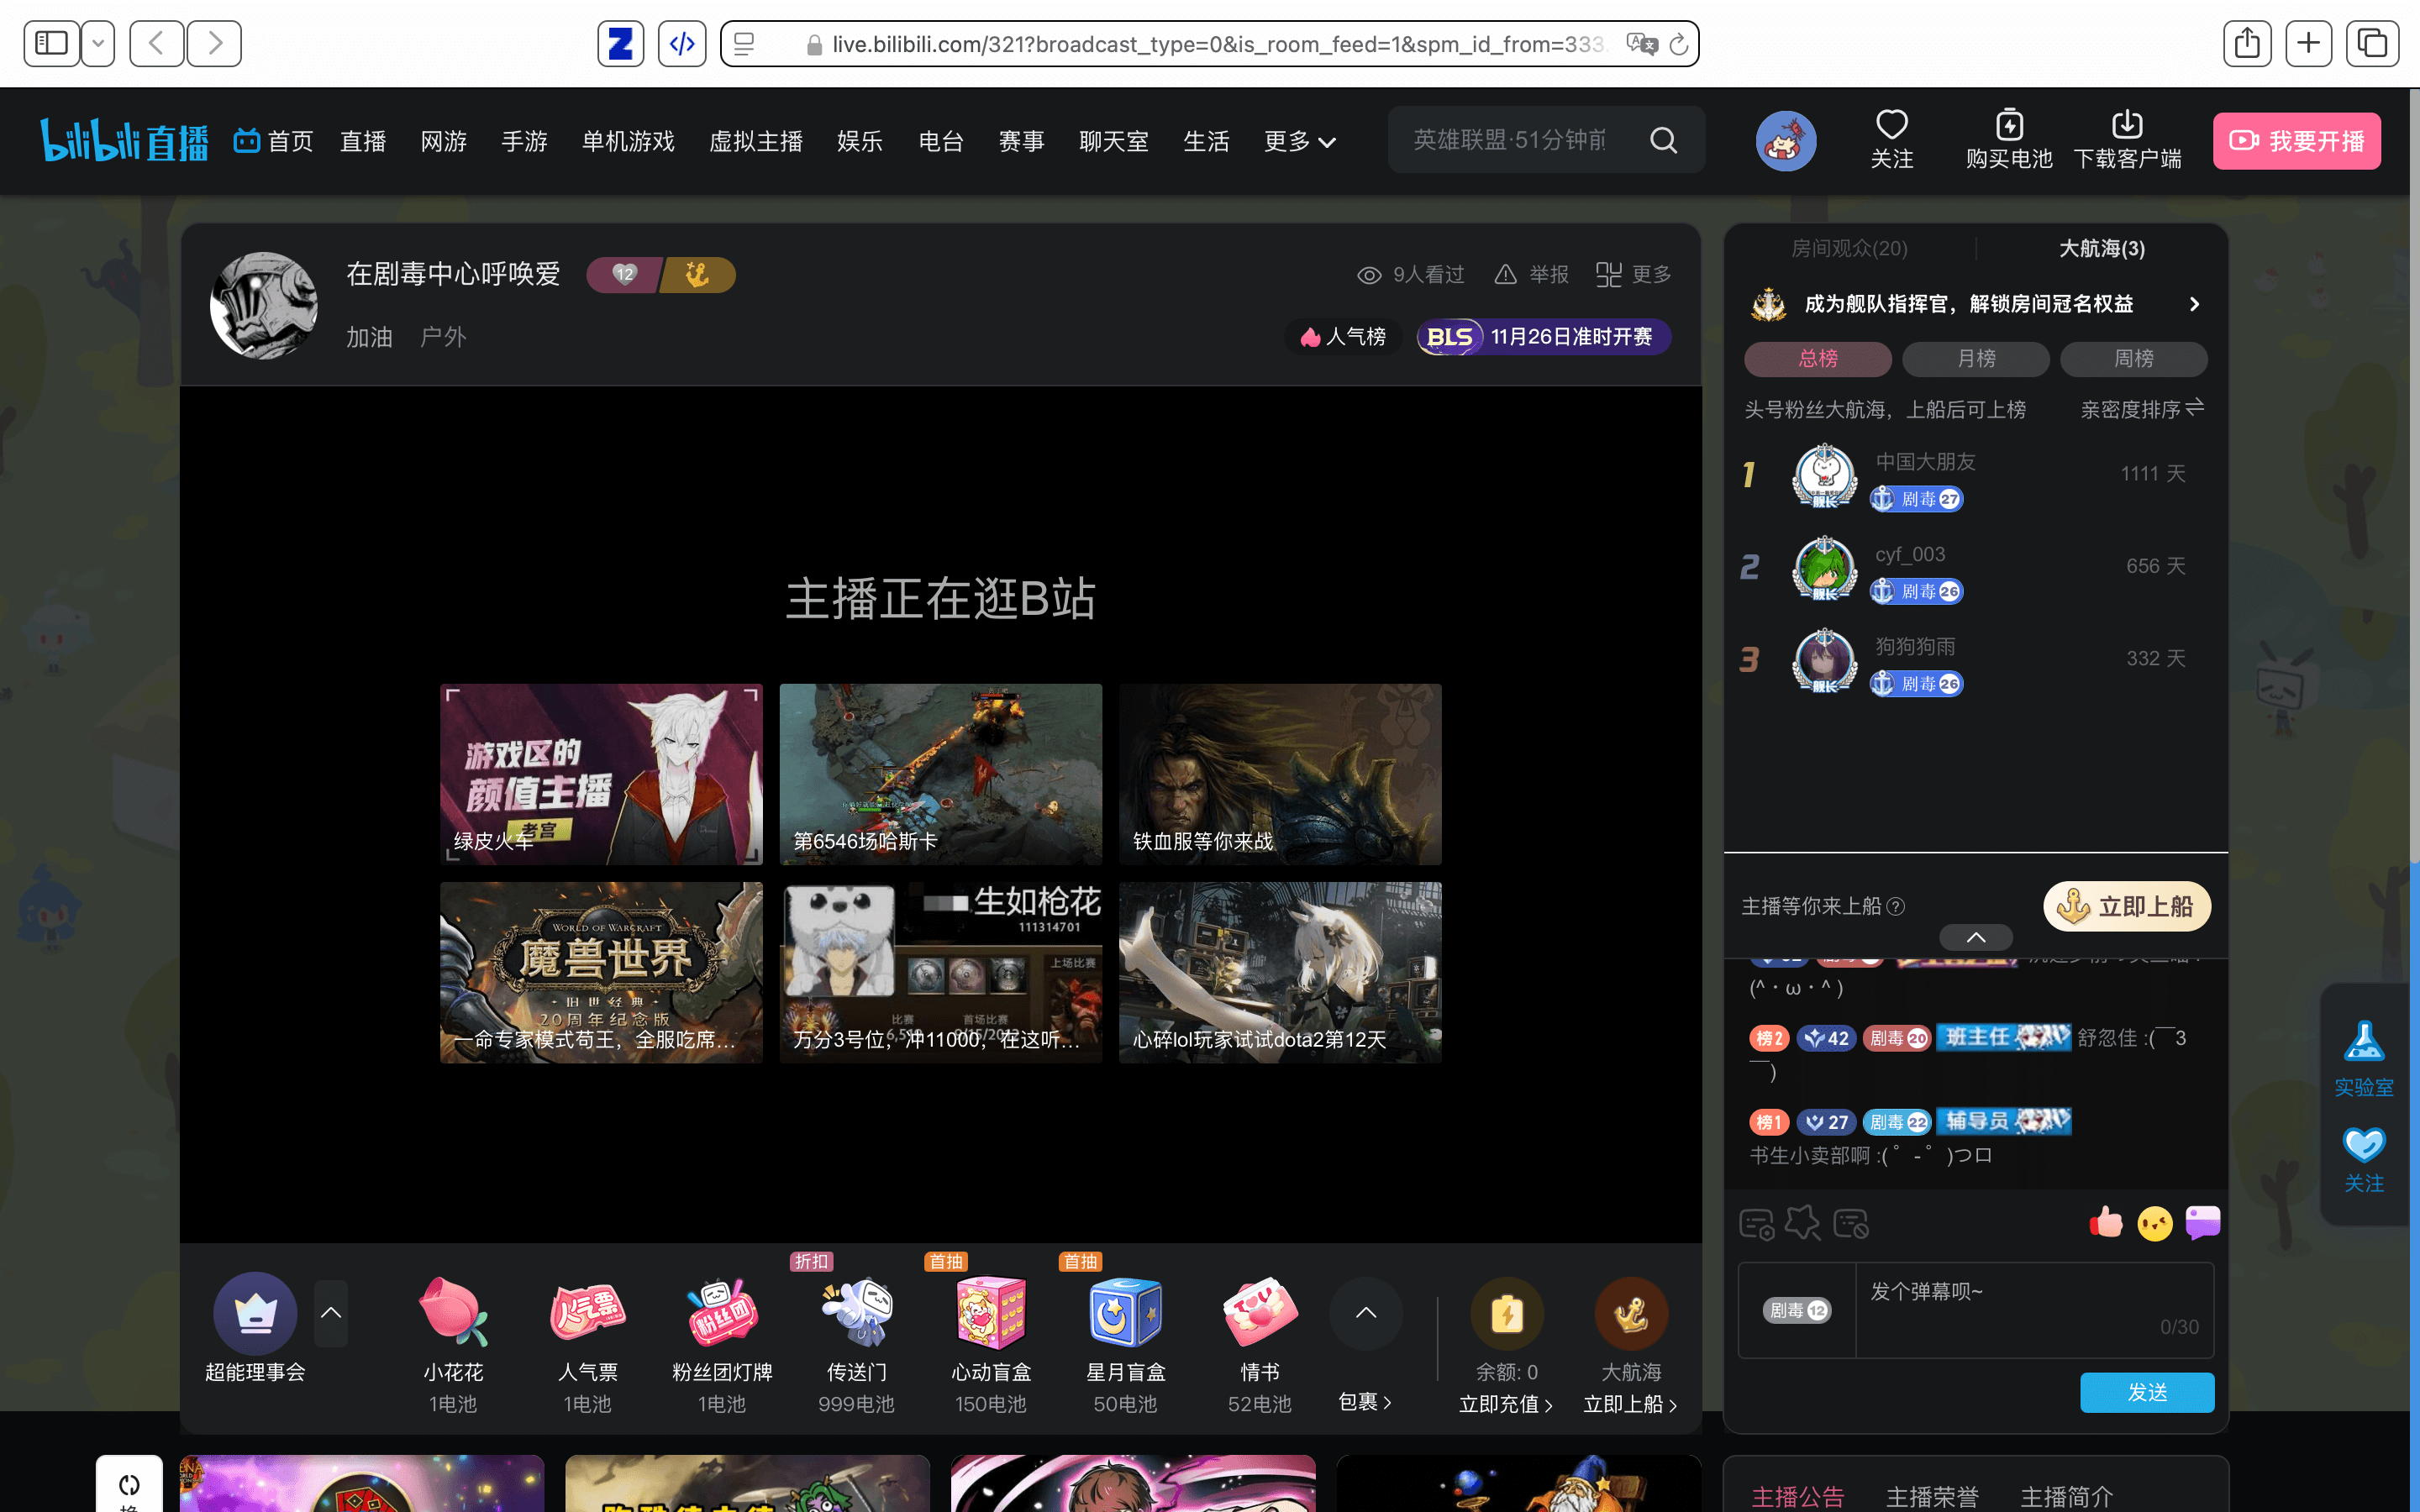 live.bilibili.com/321?broadcast_type=0&is_room_feed=1&spm_id_from=333.
bilibili直播 首页 直播 网游 手游 单机游戏 虚拟主播 娱乐 电台 赛事 聊天室 生活 更多
英雄联盟·51分钟前
关注 购买电池 下载客户端 我要开播
在剧毒中心呼唤爱 12
9人看过 举报 更多
加油 户外
人气榜 BLS 11月26日准时开赛
主播正在逛B站
游戏区的
颜值主播
老宫
绿皮火车
第6546场哈斯卡
铁血服等你来战
WORLD OF WARCRAFT
魔兽世界
·旧世经典·
20周年纪念版
一命专家模式苟王，全服吃席...
生如枪花
111314701
上场比赛
比赛 首场比赛
万分3号位，冲11000，在这听...
心碎lol玩家试试dota2第12天
房间观众(20) 大航海(3)
成为舰队指挥官，解锁房间冠名权益
总榜 月榜 周榜
头号粉丝大航海，上船后可上榜 亲密度排序
1 中国大朋友 1111 天
舰长 剧毒 27
2 cyf_003 656 天
舰长 剧毒 26
3 狗狗狗雨 332 天
舰长 剧毒 26
主播等你来上船 立即上船
(^・ω・^ )
榜2 42 剧毒 20 班主任 舒忽佳 :(￣3
￣)
榜1 27 剧毒 22 辅导员
书生小卖部啊 :( ゜- ゜)つロ
剧毒 12 发个弹幕呗~
0/30
发送
实验室
关注
折扣 首抽 首抽
人气票 粉丝团
超能理事会 小花花 人气票 粉丝团灯牌 传送门 心动盲盒 星月盲盒 情书 余额: 0 大航海
1电池 1电池 1电池 999电池 150电池 50电池 52电池 包裹 立即充值 立即上船
主播公告 主播荣誉 主播简介